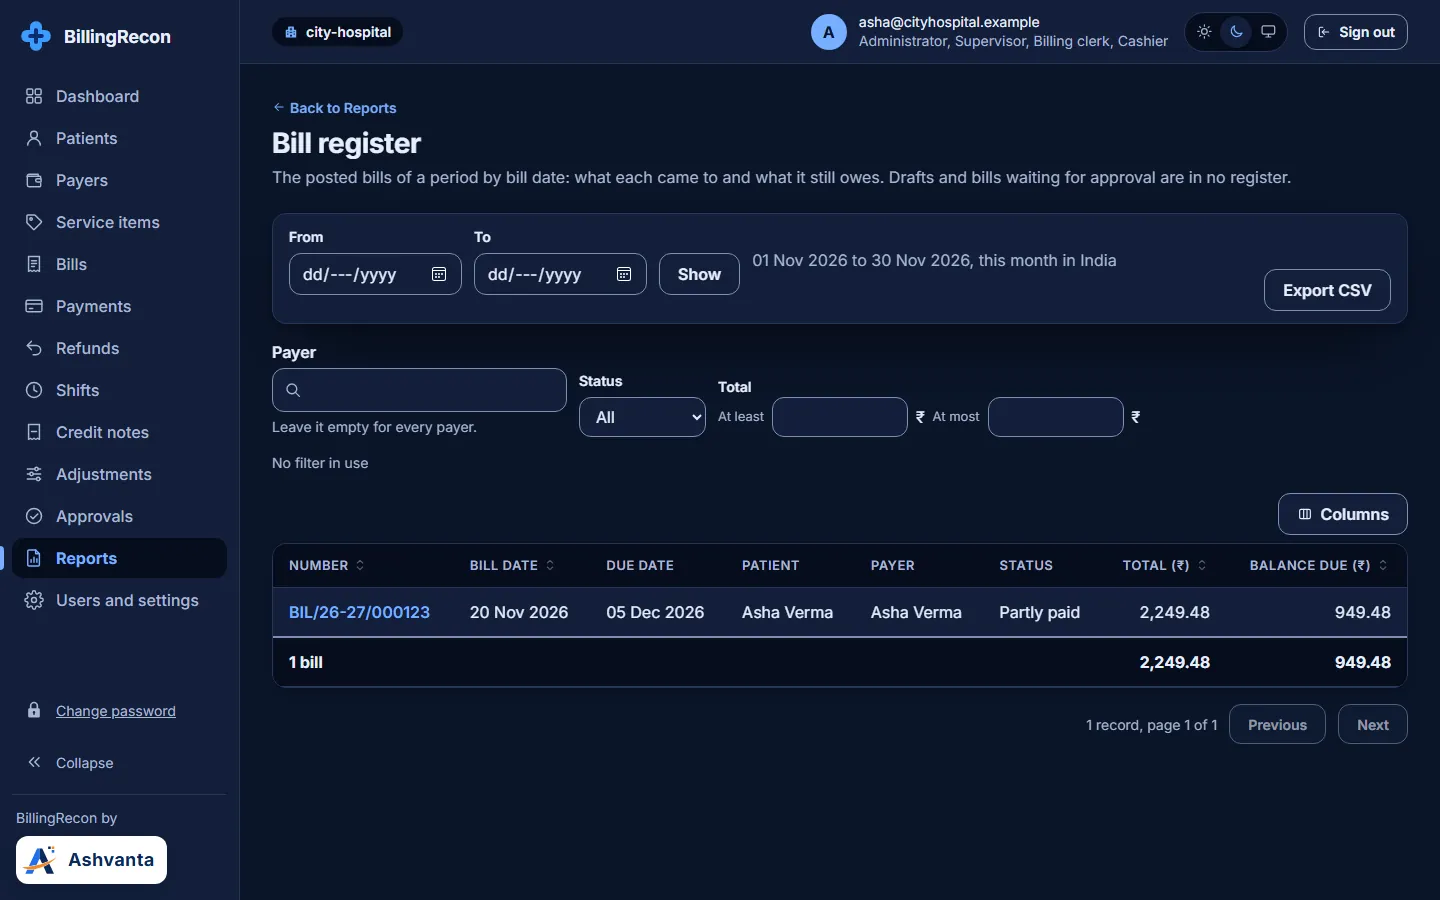 BillingRecon
city-hospital
A
asha@cityhospital.example
Administrator, Supervisor, Billing clerk, Cashier
Sign out
Dashboard
Patients
Payers
Service items
Bills
Payments
Refunds
Shifts
Credit notes
Adjustments
Approvals
Reports
Users and settings
Change password
Collapse
BillingRecon by
Ashvanta
Back to Reports
Bill register
The posted bills of a period by bill date: what each came to and what it still owes. Drafts and bills waiting for approval are in no register.
From To
dd/---/yyyy dd/---/yyyy Show 01 Nov 2026 to 30 Nov 2026, this month in India
Export CSV
Payer
Status Total
All At least ₹ At most ₹
Leave it empty for every payer.
No filter in use
Columns
NUMBER BILL DATE DUE DATE PATIENT PAYER STATUS TOTAL (₹) BALANCE DUE (₹)
BIL/26-27/000123 20 Nov 2026 05 Dec 2026 Asha Verma Asha Verma Partly paid 2,249.48 949.48
1 bill 2,249.48 949.48
1 record, page 1 of 1 Previous Next